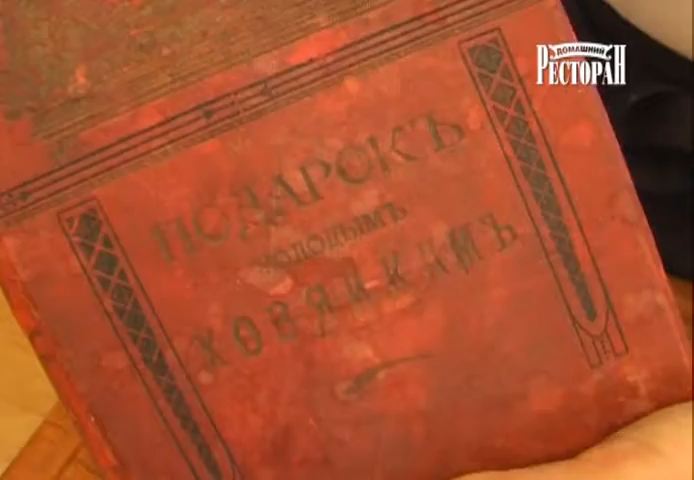 ДОМАШНИЙ
РЕСТОРАН
ПОДАРОКЪ
МОЛОДЫМЪ
ХОЗЯЙКАМЪ